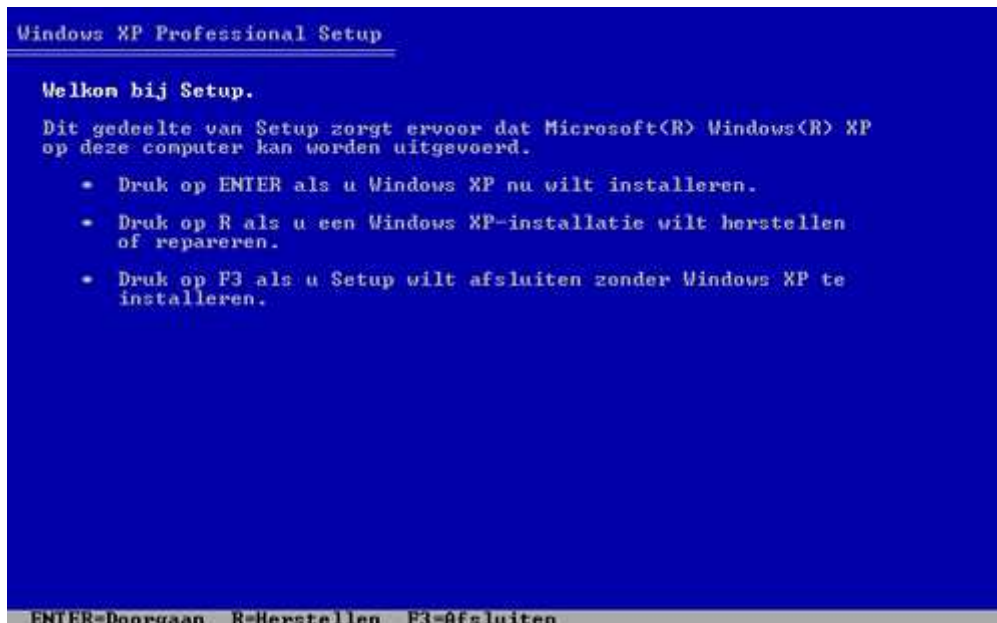 Windows XP Professional Setup
Welkom bij Setup.
Dit gedeelte van Setup zorgt ervoor dat Microsoft(R) Windows(R) XP
op deze computer kan worden uitgevoerd.
• Druk op ENTER als u Windows XP nu wilt installeren.
• Druk op R als u een Windows XP-installatie wilt herstellen
of repareren.
• Druk op F3 als u Setup wilt afsluiten zonder Windows XP te
installeren.
ENTER=Doorgaan R=Herstellen F3=Afsluiten